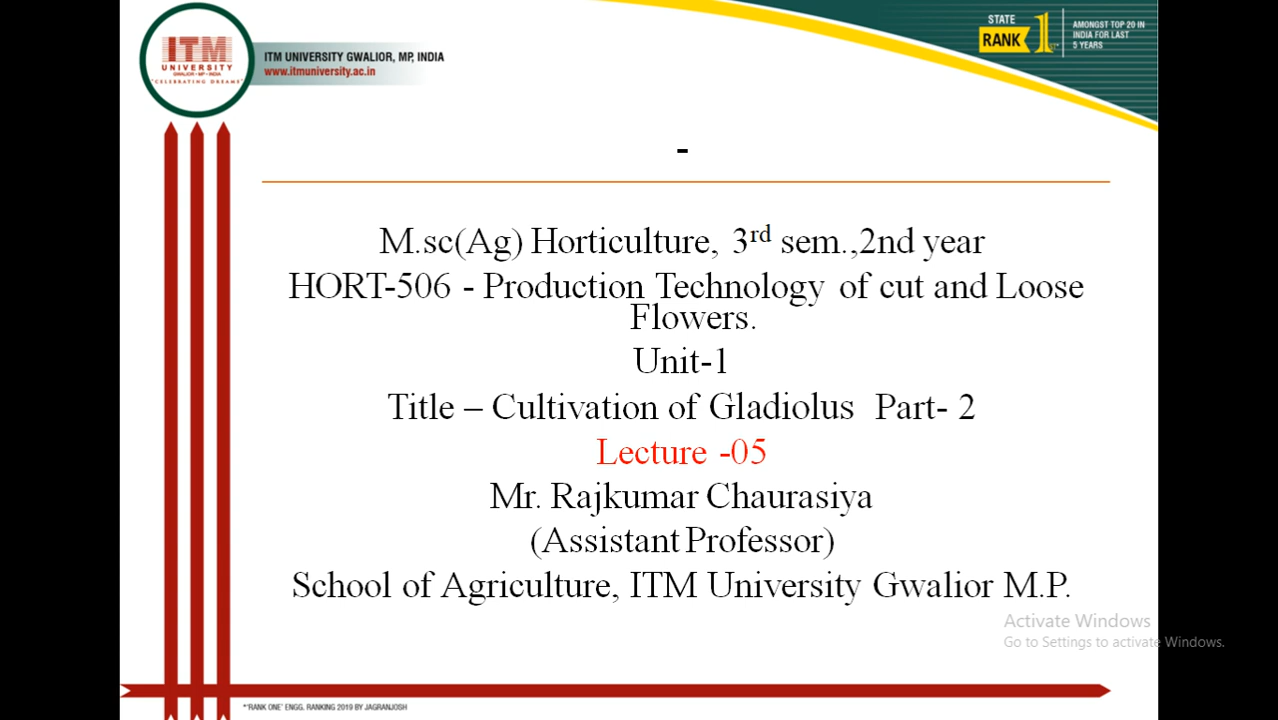 ITM
UNIVERSITY
GWALIOR • MP • INDIA
"CELEBRATING DREAMS"
ITM UNIVERSITY GWALIOR, MP, INDIA
www.itmuniversity.ac.in
STATE
RANK 1ST
AMONGST TOP 20 IN
INDIA FOR LAST
5 YEARS
-
M.sc(Ag) Horticulture, 3rd sem.,2nd year
HORT-506 - Production Technology of cut and Loose
Flowers.
Unit-1
Title – Cultivation of Gladiolus Part- 2
Lecture -05
Mr. Rajkumar Chaurasiya
(Assistant Professor)
School of Agriculture, ITM University Gwalior M.P.
Activate Windows
Go to Settings to activate Windows.
*'RANK ONE' ENGG. RANKING 2019 BY JAGRANJOSH